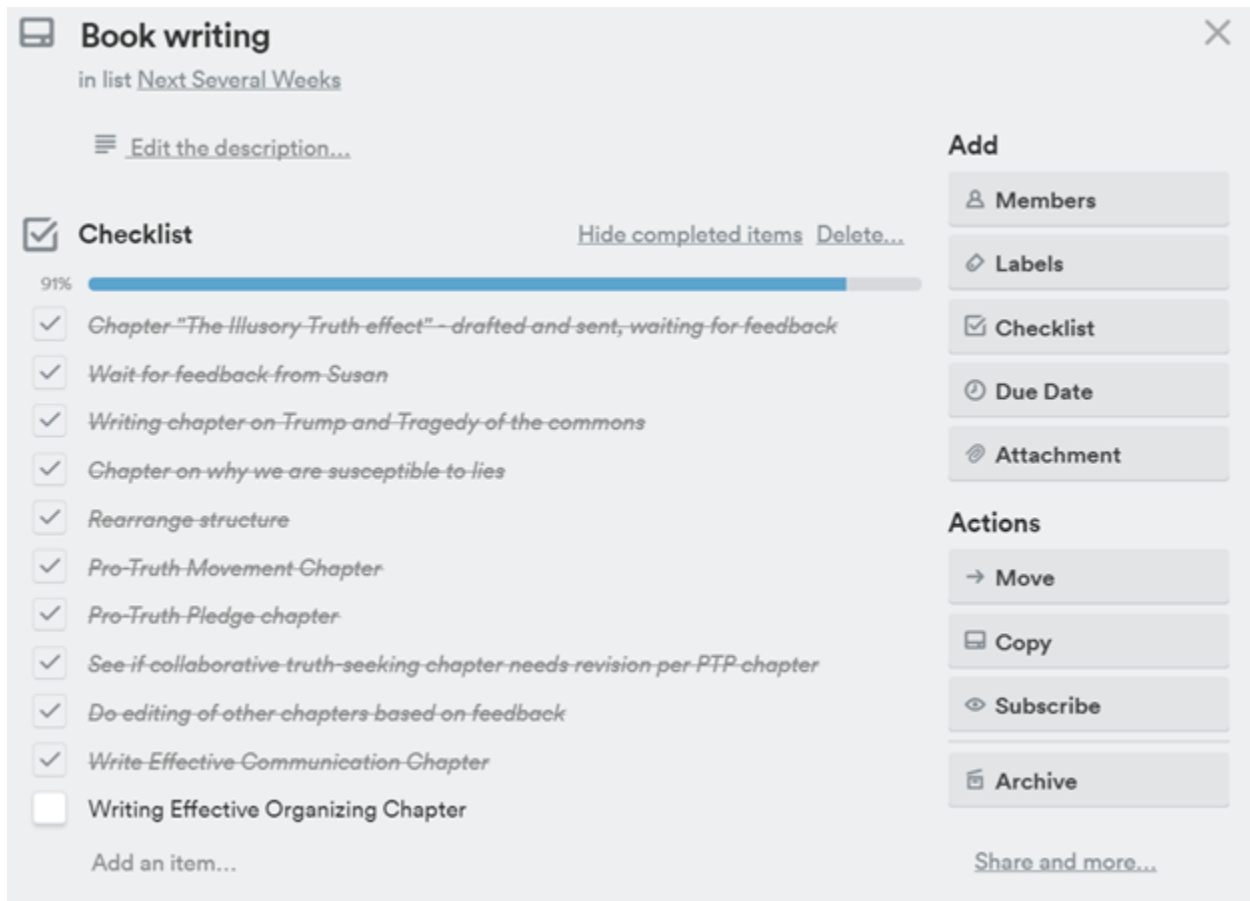 Book writing
in list Next Several Weeks
Edit the description...
Checklist
Hide completed items Delete...
91%
Chapter "The Illusory Truth effect" - drafted and sent, waiting for feedback
Wait for feedback from Susan
Writing chapter on Trump and Tragedy of the commons
Chapter on why we are susceptible to lies
Rearrange structure
Pro-Truth Movement Chapter
Pro-Truth Pledge chapter
See if collaborative truth-seeking chapter needs revision per PTP chapter
Do editing of other chapters based on feedback
Write Effective Communication Chapter
Writing Effective Organizing Chapter
Add an item...
Add
Members
Labels
Checklist
Due Date
Attachment
Actions
Move
Copy
Subscribe
Archive
Share and more...